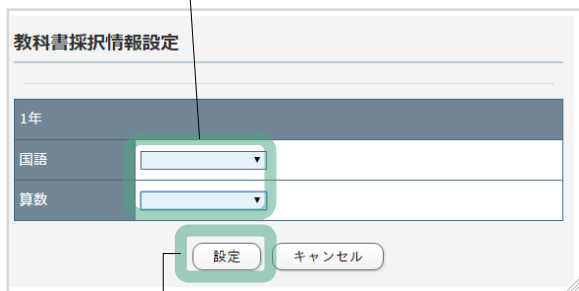 教科書採択情報設定
1年
国語
算数
設定 キャンセル